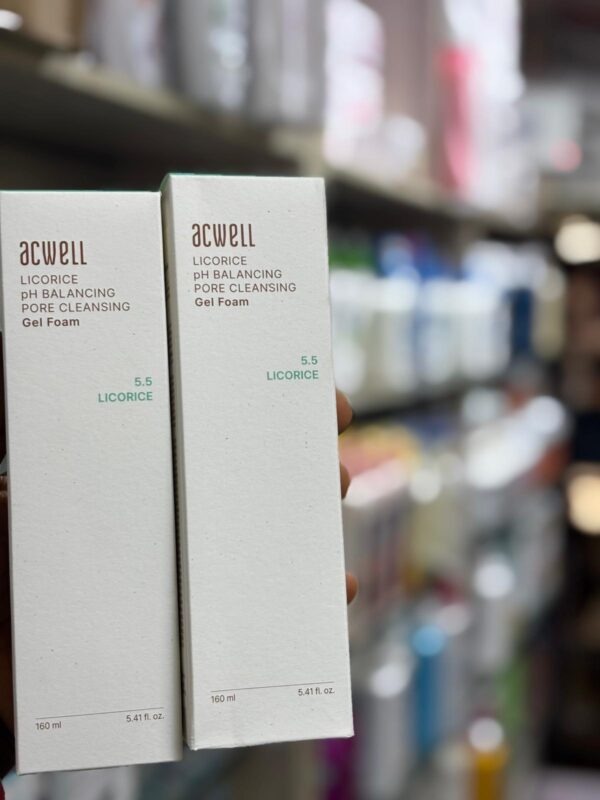 acwell
LICORICE
pH BALANCING
PORE CLEANSING
Gel Foam
5.5
LICORICE
160 ml 5.41 fl. oz.
acwell
LICORICE
pH BALANCING
PORE CLEANSING
Gel Foam
5.5
LICORICE
160 ml 5.41 fl. oz.